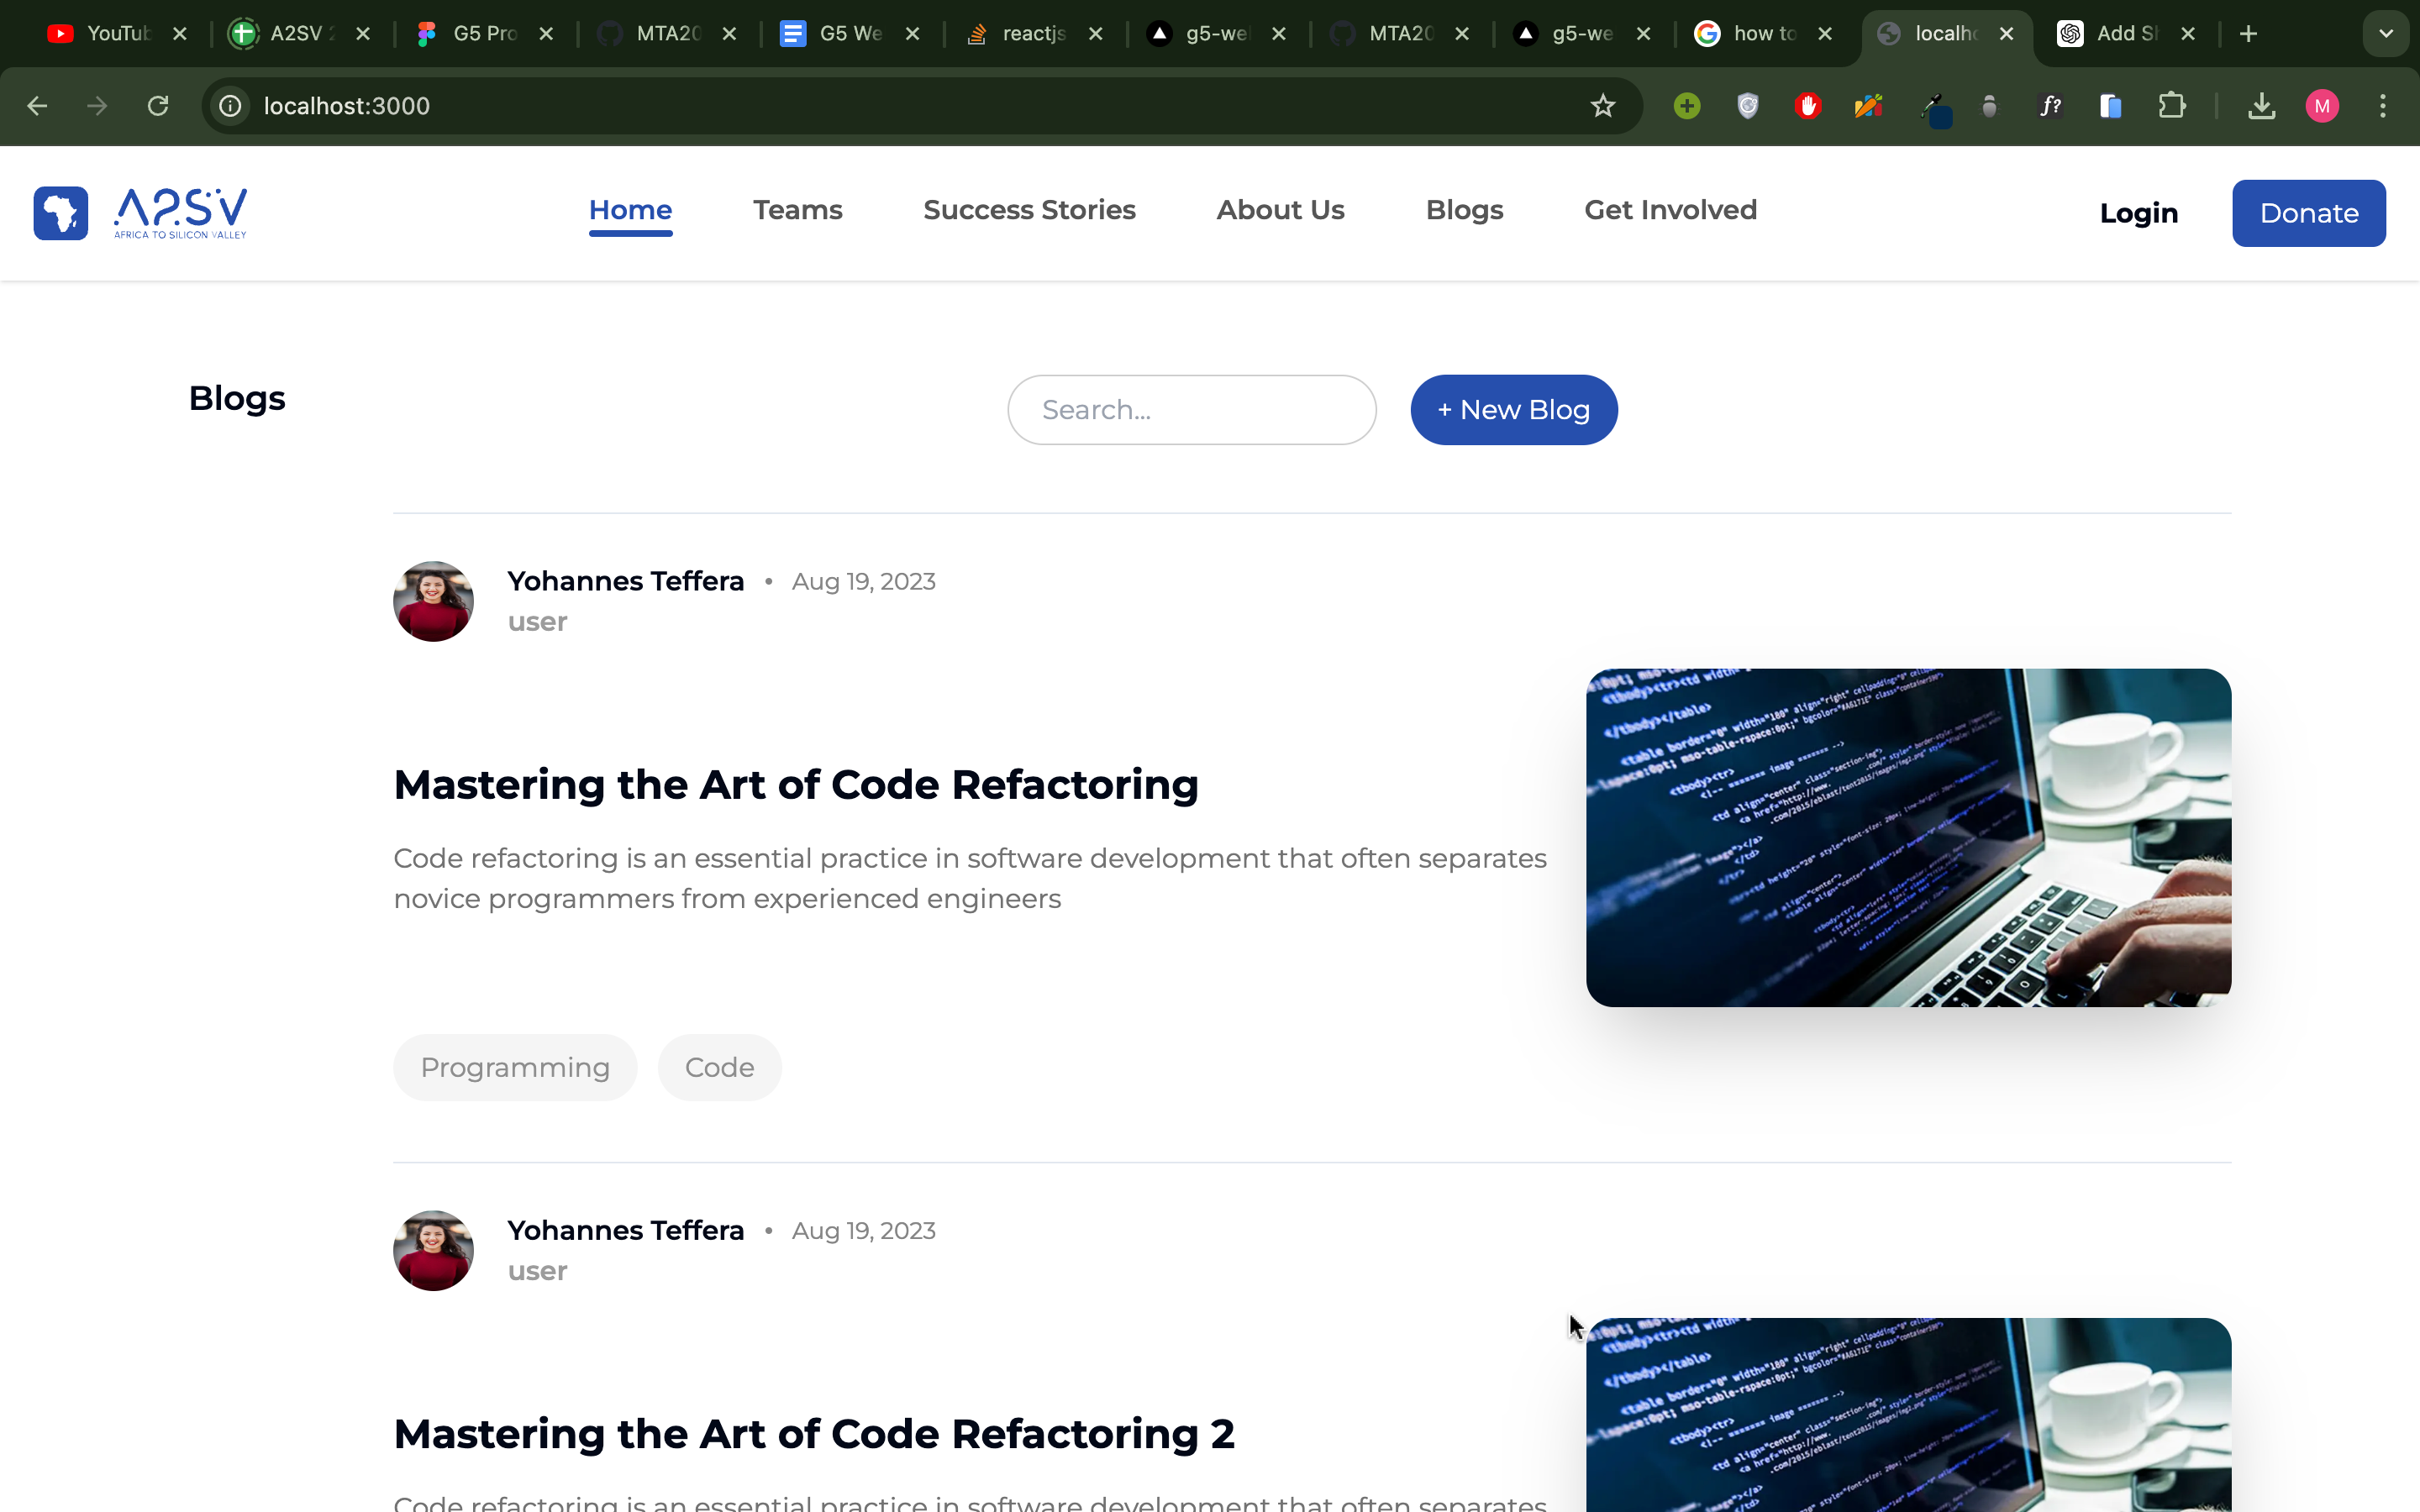 YouTub
A2SV 2
G5 Pro
MTA20
G5 We
reactjs
g5-wel
MTA20
g5-we
how to
localho
Add Sh
localhost:3000
f?
M
A2SV
AFRICA TO SILICON VALLEY
Home
Teams
Success Stories
About Us
Blogs
Get Involved
Login
Donate
Blogs
Search...
+ New Blog
Yohannes Teffera • Aug 19, 2023
user
Mastering the Art of Code Refactoring
Code refactoring is an essential practice in software development that often separates
novice programmers from experienced engineers
Programming
Code
Yohannes Teffera • Aug 19, 2023
user
Mastering the Art of Code Refactoring 2
Code refactoring is an essential practice in software development that often separates